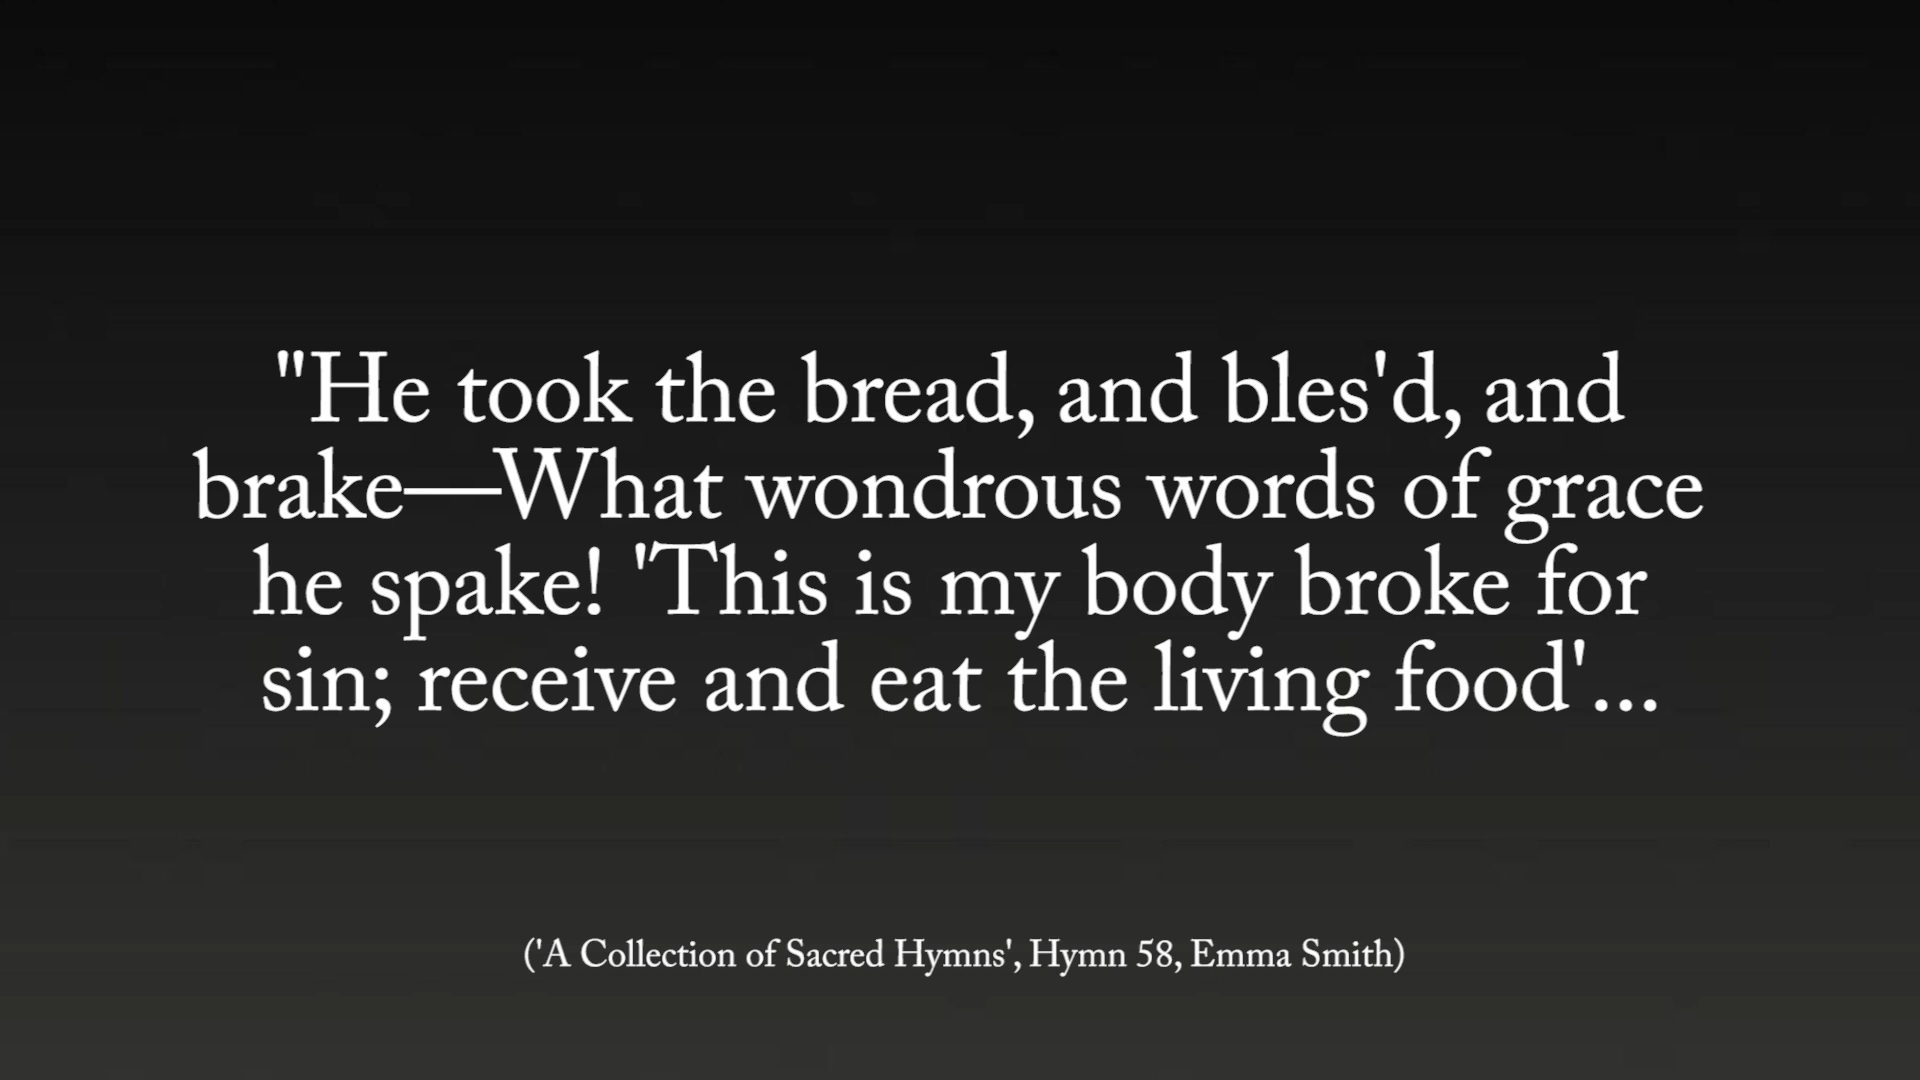 "He took the bread, and bles'd, and
brake—What wondrous words of grace
he spake! 'This is my body broke for
sin; receive and eat the living food'...
('A Collection of Sacred Hymns', Hymn 58, Emma Smith)